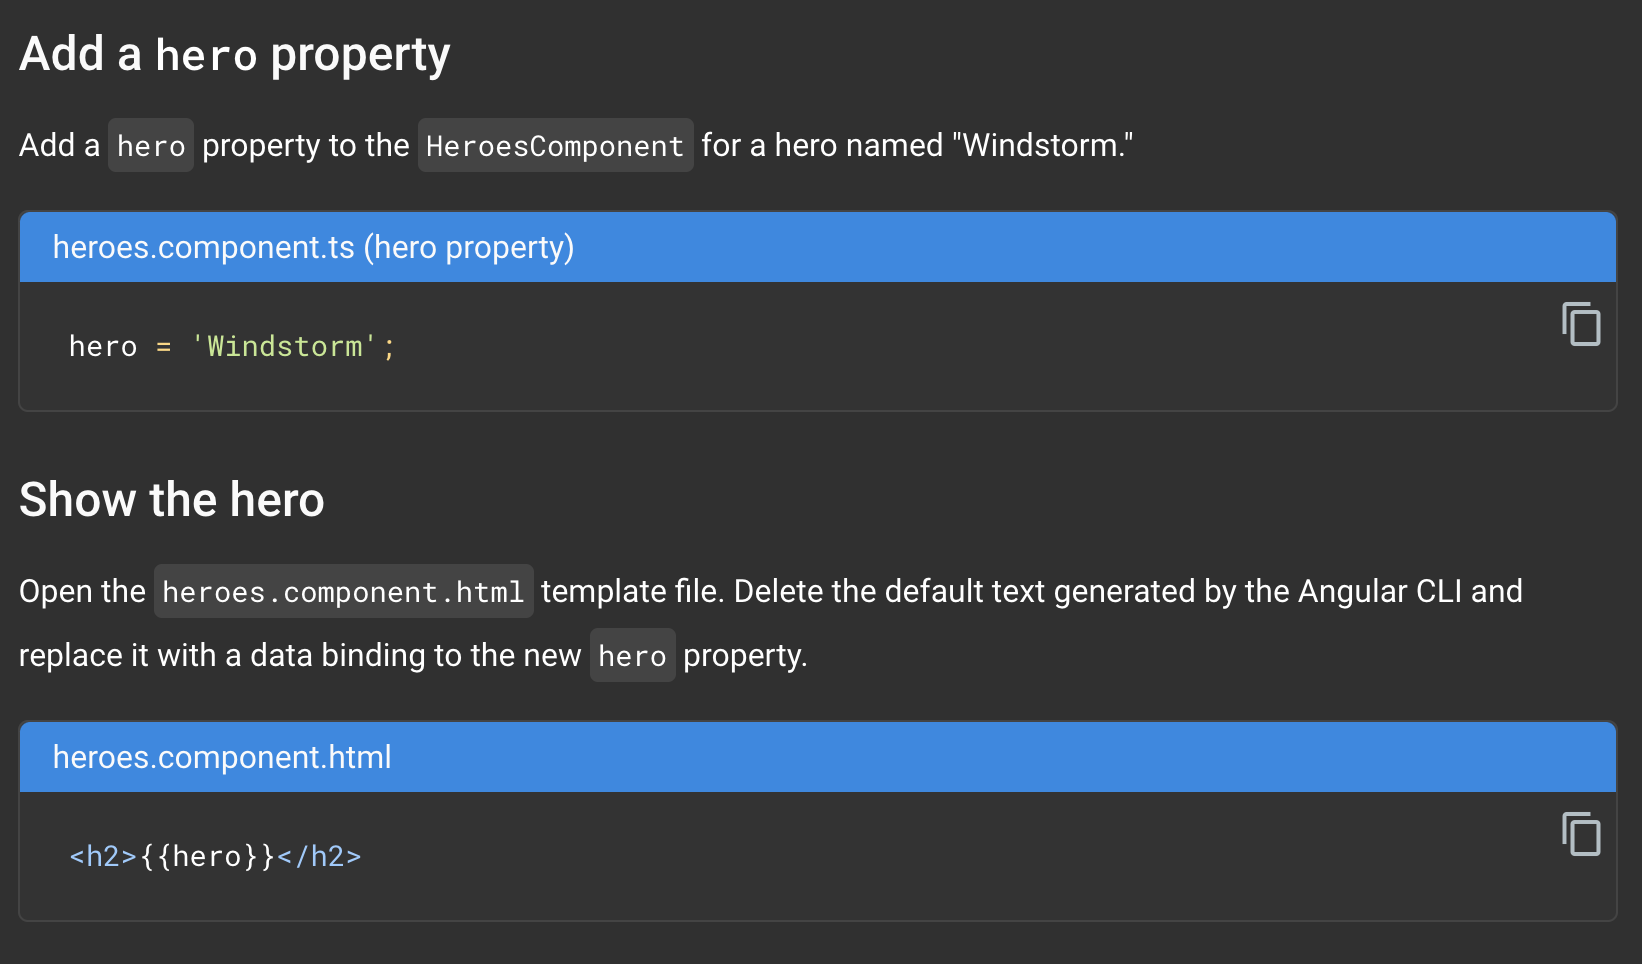 Add a hero property
Add a hero property to the HeroesComponent for a hero named "Windstorm."
heroes.component.ts (hero property)
hero = 'Windstorm';
Show the hero
Open the heroes.component.html template file. Delete the default text generated by the Angular CLI and
replace it with a data binding to the new hero property.
heroes.component.html
<h2>{{hero}}</h2>